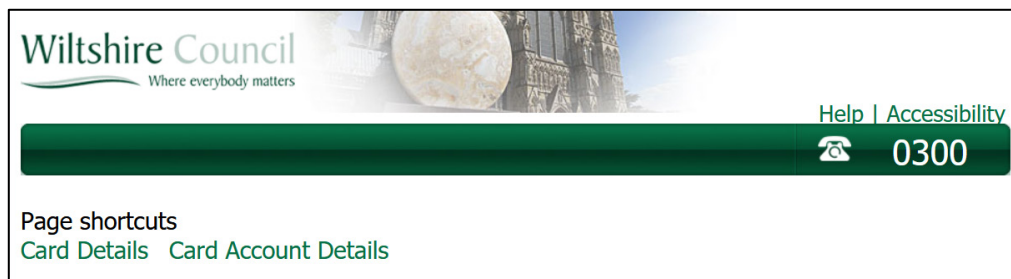 Wiltshire Council
Where everybody matters
Help | Accessibility
0300
Page shortcuts
Card Details Card Account Details